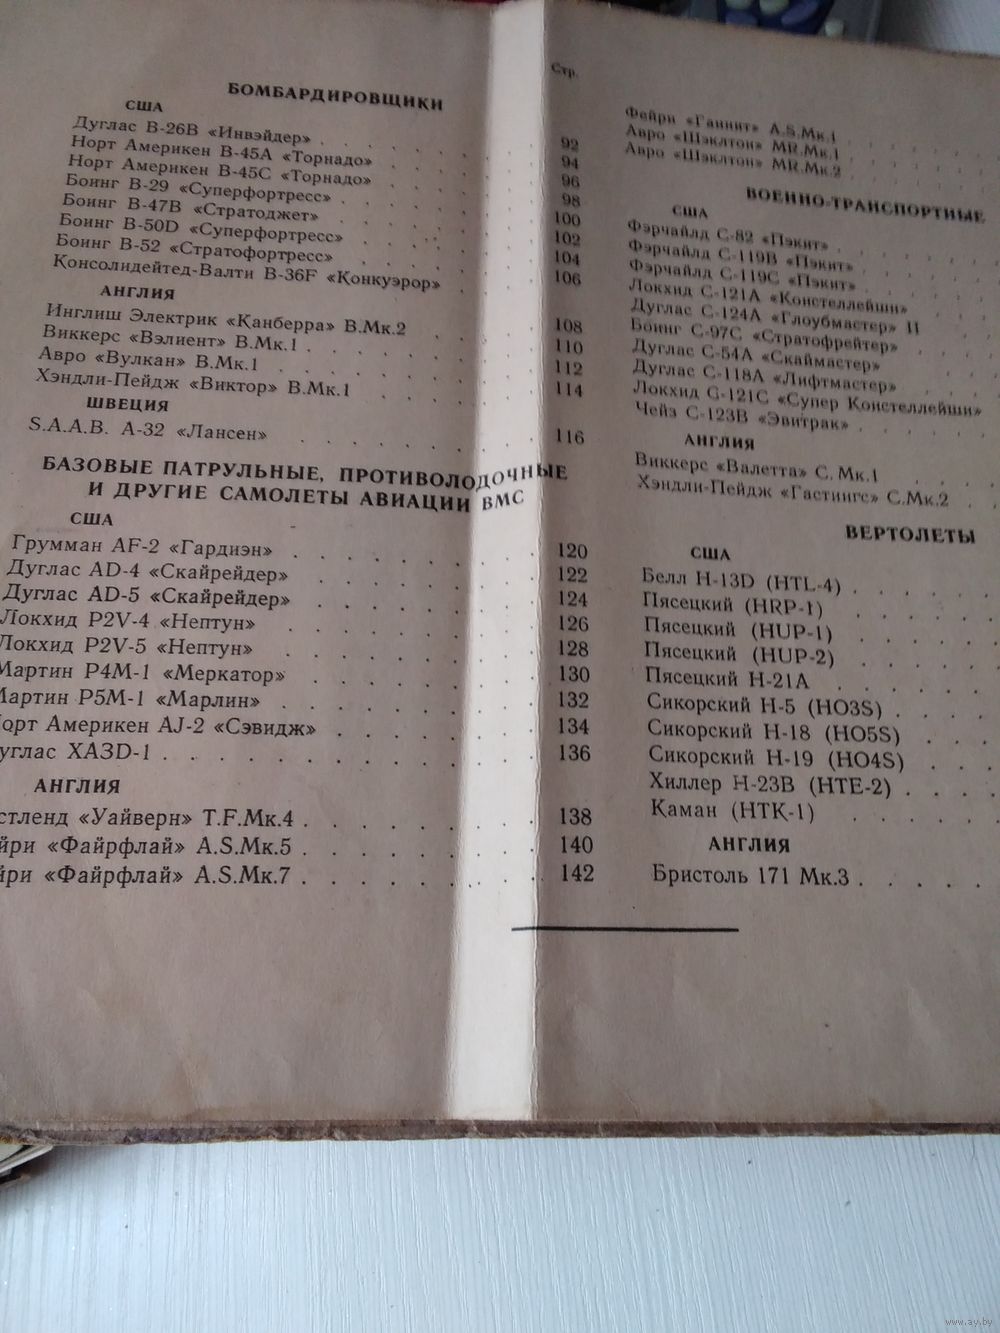 Стр.
БОМБАРДИРОВЩИКИ
США
Дуглас В-26В «Инвэйдер» 92
Норт Америкен В-45А «Торнадо» 94
Норт Америкен В-45С «Торнадо» 96
Боинг В-29 «Суперфортресс» 98
Боинг В-47В «Стратоджет» 100
Боинг В-50D «Суперфортресс» 102
Боинг В-52 «Стратофортресс» 104
Консолидейтед-Валти В-36F «Конкуэрор» 106
АНГЛИЯ
Инглиш Электрик «Канберра» В.Мк.2 108
Виккерс «Вэлиент» В.Мк.1 110
Авро «Вулкан» В.Мк.1 112
Хэндли-Пейдж «Виктор» В.Мк.1 114
ШВЕЦИЯ
S.A.A.B. А-32 «Лансен» 116
БАЗОВЫЕ ПАТРУЛЬНЫЕ, ПРОТИВОЛОДОЧНЫЕ
И ДРУГИЕ САМОЛЕТЫ АВИАЦИИ ВМС
США
Грумман AF-2 «Гардиэн» 120
Дуглас AD-4 «Скайрейдер» 122
Дуглас AD-5 «Скайрейдер» 124
Локхид P2V-4 «Нептун» 126
Локхид P2V-5 «Нептун» 128
Мартин P4M-1 «Меркатор» 130
Мартин P5M-1 «Марлин» 132
орт Америкен AJ-2 «Сэвидж» 134
углас ХА3D-1 136
АНГЛИЯ
стленд «Уайверн» T.F.Мк.4 138
йри «Файрфлай» A.S.Мк.5 140
йри «Файрфлай» A.S.Мк.7 142
Фейри «Ганнит» A.S.Мк.1
Авро «Шэклтон» MR.Мк.1
Авро «Шэклтон» MR.Мк.2
ВОЕННО-ТРАНСПОРТНЫЕ
США
Фэрчайлд С-82 «Пэкит»
Фэрчайлд С-119В «Пэкит»
Фэрчайлд С-119С «Пэкит»
Локхид С-121А «Констеллейшн»
Дуглас С-124А «Глоубмастер» II
Боинг С-97С «Стратофрейтер»
Дуглас С-54А «Скаймастер»
Дуглас С-118А «Лифтмастер»
Локхид С-121С «Супер Констеллейшн»
Чейз С-123В «Эвитрак»
АНГЛИЯ
Виккерс «Валетта» С. Мк.1
Хэндли-Пейдж «Гастингс» С.Мк.2
ВЕРТОЛЕТЫ
США
Белл H-13D (HTL-4)
Пясецкий (HRP-1)
Пясецкий (HUP-1)
Пясецкий (HUP-2)
Пясецкий H-21A
Сикорский H-5 (HO3S)
Сикорский H-18 (HO5S)
Сикорский H-19 (HO4S)
Хиллер H-23B (HTE-2)
Каман (HTK-1)
АНГЛИЯ
Бристоль 171 Мк.3
www.ay.by